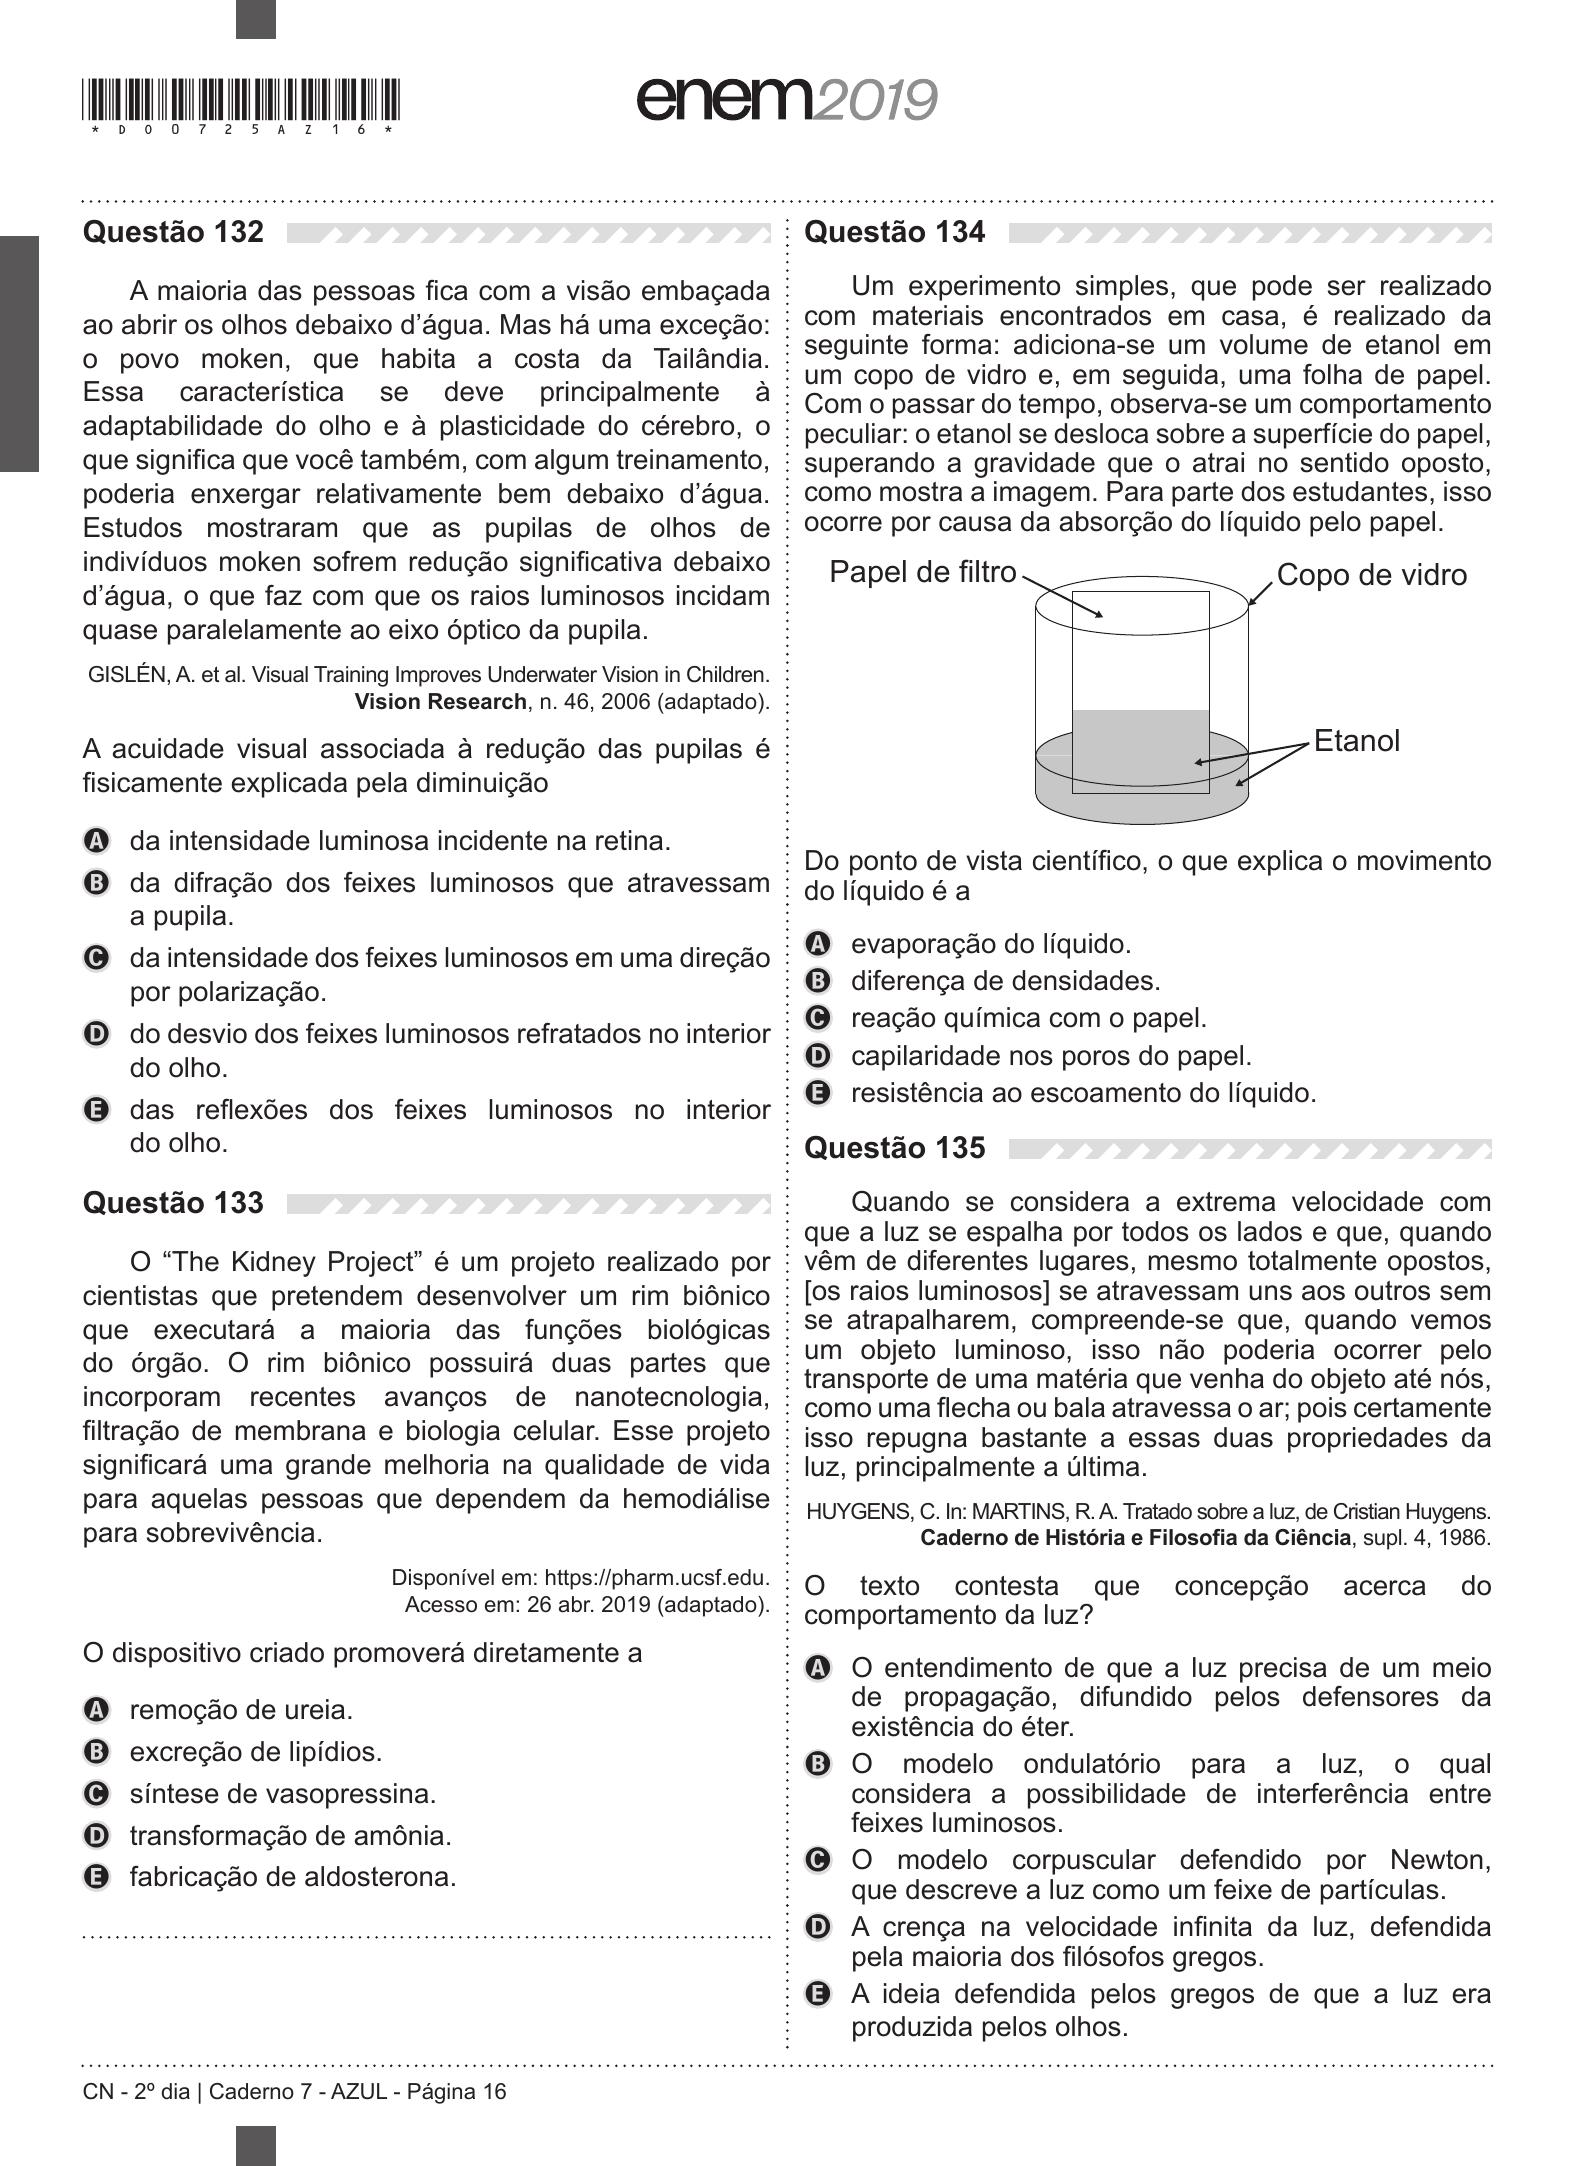 *D0725AZ16*
enem2019
Questão 132
A maioria das pessoas fica com a visão embaçada
ao abrir os olhos debaixo d’água. Mas há uma exceção:
o povo moken, que habita a costa da Tailândia.
Essa característica se deve principalmente à
adaptabilidade do olho e à plasticidade do cérebro, o
que significa que você também, com algum treinamento,
poderia enxergar relativamente bem debaixo d’água.
Estudos mostraram que as pupilas de olhos de
indivíduos moken sofrem redução significativa debaixo
d’água, o que faz com que os raios luminosos incidam
quase paralelamente ao eixo óptico da pupila.
GISLÉN, A. et al. Visual Training Improves Underwater Vision in Children.
Vision Research, n. 46, 2006 (adaptado).
A acuidade visual associada à redução das pupilas é
fisicamente explicada pela diminuição
A da intensidade luminosa incidente na retina.
B da difração dos feixes luminosos que atravessam
a pupila.
C da intensidade dos feixes luminosos em uma direção
por polarização.
D do desvio dos feixes luminosos refratados no interior
do olho.
E das reflexões dos feixes luminosos no interior
do olho.
Questão 133
O “The Kidney Project” é um projeto realizado por
cientistas que pretendem desenvolver um rim biônico
que executará a maioria das funções biológicas
do órgão. O rim biônico possuirá duas partes que
incorporam recentes avanços de nanotecnologia,
filtração de membrana e biologia celular. Esse projeto
significará uma grande melhoria na qualidade de vida
para aquelas pessoas que dependem da hemodiálise
para sobrevivência.
Disponível em: https://pharm.ucsf.edu.
Acesso em: 26 abr. 2019 (adaptado).
O dispositivo criado promoverá diretamente a
A remoção de ureia.
B excreção de lipídios.
C síntese de vasopressina.
D transformação de amônia.
E fabricação de aldosterona.
Questão 134
Um experimento simples, que pode ser realizado
com materiais encontrados em casa, é realizado da
seguinte forma: adiciona-se um volume de etanol em
um copo de vidro e, em seguida, uma folha de papel.
Com o passar do tempo, observa-se um comportamento
peculiar: o etanol se desloca sobre a superfície do papel,
superando a gravidade que o atrai no sentido oposto,
como mostra a imagem. Para parte dos estudantes, isso
ocorre por causa da absorção do líquido pelo papel.
Papel de filtro
Copo de vidro
Etanol
Do ponto de vista científico, o que explica o movimento
do líquido é a
A evaporação do líquido.
B diferença de densidades.
C reação química com o papel.
D capilaridade nos poros do papel.
E resistência ao escoamento do líquido.
Questão 135
Quando se considera a extrema velocidade com
que a luz se espalha por todos os lados e que, quando
vêm de diferentes lugares, mesmo totalmente opostos,
[os raios luminosos] se atravessam uns aos outros sem
se atrapalharem, compreende-se que, quando vemos
um objeto luminoso, isso não poderia ocorrer pelo
transporte de uma matéria que venha do objeto até nós,
como uma flecha ou bala atravessa o ar; pois certamente
isso repugna bastante a essas duas propriedades da
luz, principalmente a última.
HUYGENS, C. In: MARTINS, R. A. Tratado sobre a luz, de Cristian Huygens.
Caderno de História e Filosofia da Ciência, supl. 4, 1986.
O texto contesta que concepção acerca do
comportamento da luz?
A O entendimento de que a luz precisa de um meio
de propagação, difundido pelos defensores da
existência do éter.
B O modelo ondulatório para a luz, o qual
considera a possibilidade de interferência entre
feixes luminosos.
C O modelo corpuscular defendido por Newton,
que descreve a luz como um feixe de partículas.
D A crença na velocidade infinita da luz, defendida
pela maioria dos filósofos gregos.
E A ideia defendida pelos gregos de que a luz era
produzida pelos olhos.
CN - 2º dia | Caderno 7 - AZUL - Página 16